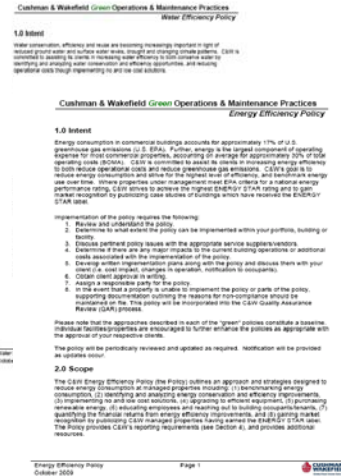 Cushman & Wakefield Green Operations & Maintenance Practices
Water Efficiency Policy
1.0 Intent
Water conservation, efficiency and reuse are becoming increasingly important in light of
reduced ground water and surface water levels, drought and changing climate patterns. C&W is
committed to assisting its clients in increasing water efficiency to both conserve water by
identifying and analyzing water conservation and efficiency opportunities, and reducing
operational costs though implementing no and low cost solutions.
Cushman & Wakefield Green Operations & Maintenance Practices
Energy Efficiency Policy
1.0 Intent
Energy consumption in commercial buildings accounts for approximately 17% of U.S.
greenhouse gas emissions (U.S. EPA). Further, energy is the largest component of operating
expense for most commercial properties, accounting on average for approximately 30% of total
operating costs (BOMA). C&W is committed to assist its clients in increasing energy efficiency
to both reduce operational costs and reduce greenhouse gas emissions. C&W's goal is to
reduce energy consumption and strive for the highest level of efficiency, and benchmark energy
use over time. Where properties under management meet EPA criteria for a national energy
performance rating, C&W strives to achieve the highest ENERGY STAR rating and to gain
market recognition by publicizing case studies of buildings which have received the ENERGY
STAR label.
Implementation of the policy requires the following:
1. Review and understand the policy.
2. Determine to what extent the policy can be implemented within your portfolio, building or
facility.
3. Discuss pertinent policy issues with the appropriate service suppliers/vendors.
4. Determine if there are any major impacts to the current building operations or additional
costs associated with the implementation of the policy.
5. Develop written implementation plans along with the policy and discuss them with your
client (i.e. cost impact, changes in operation, notification to occupants).
6. Obtain client approval in writing.
7. Assign a responsible party for the policy.
8. In the event that a property is unable to implement the policy or parts of the policy,
supporting documentation outlining the reasons for non-compliance should be
maintained on file. This policy will be incorporated into the C&W Quality Assurance
Review (QAR) process.
Please note that the approaches described in each of the "green" policies constitute a baseline.
Individual facilities/properties are encouraged to further enhance the policies as appropriate with
the approval of your respective clients.
The policy will be periodically reviewed and updated as required. Notification will be provided
as updates occur.
2.0 Scope
The C&W Energy Efficiency Policy (the Policy) outlines an approach and strategies designed to
reduce energy consumption at managed properties including: (1) benchmarking energy
consumption, (2) identifying and analyzing energy conservation and efficiency improvements,
(3) implementing no and low cost solutions, (4) upgrading to efficient equipment, (5) purchasing
renewable energy, (6) educating employees and reaching out to building occupants/tenants, (7)
quantifying the financial returns from energy efficiency improvements, and (8) gaining market
recognition by publicizing C&W managed properties having earned the ENERGY STAR label.
The Policy provides C&W's reporting requirements (see Section 4), and provides additional
resources.
Energy Efficiency Policy
Page 1
October 2009
CUSHMAN
WAKEFIELD